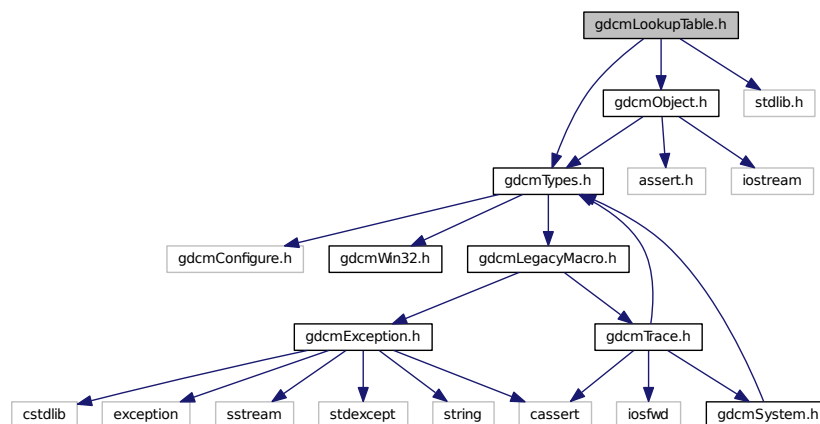 gdcmLookupTable.h
gdcmObject.h
stdlib.h
gdcmTypes.h
assert.h
iostream
gdcmConfigure.h
gdcmWin32.h
gdcmLegacyMacro.h
gdcmException.h
gdcmTrace.h
cstdlib
exception
sstream
stdexcept
string
cassert
iosfwd
gdcmSystem.h